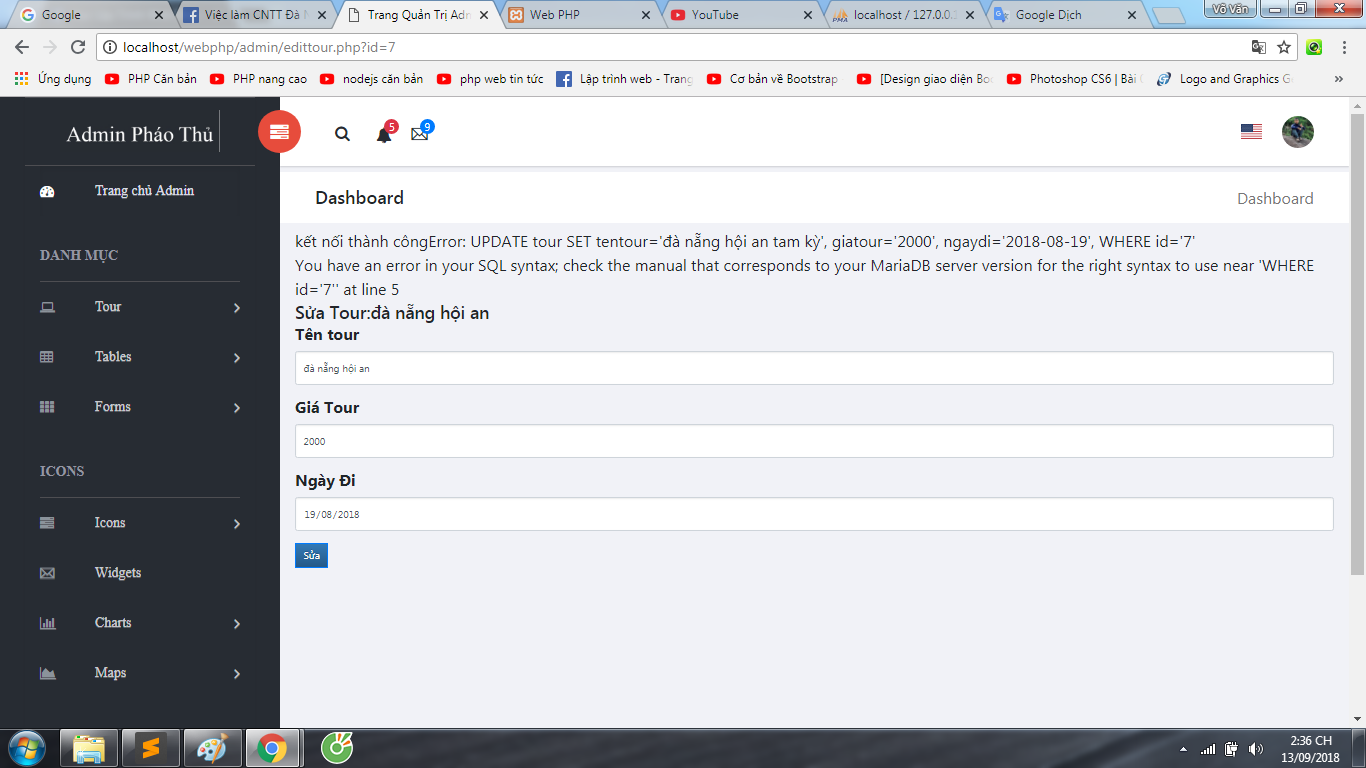 Google
Việc làm CNTT Đà N
Trang Quản Trị Adn
Web PHP
YouTube
localhost / 127.0.0.1
Google Dịch
Võ Văn
localhost/webphp/admin/edittour.php?id=7
Ứng dụng
PHP Căn bản
PHP nang cao
nodejs căn bản
php web tin tức
Lập trình web - Trang
Cơ bản về Bootstrap
[Design giao diện Bo
Photoshop CS6 | Bài
Logo and Graphics G
»
Admin Pháo Thủ
5
9
Trang chủ Admin
Dashboard
Dashboard
DANH MỤC
kết nối thành côngError: UPDATE tour SET tentour='đà nẵng hội an tam kỳ', giatour='2000', ngaydi='2018-08-19', WHERE id='7'
You have an error in your SQL syntax; check the manual that corresponds to your MariaDB server version for the right syntax to use near 'WHERE
id='7'' at line 5
Sửa Tour:đà nẵng hội an
Tên tour
đà nẵng hội an
Giá Tour
2000
Ngày Đi
19/08/2018
Sửa
Tour
Tables
Forms
ICONS
Icons
Widgets
Charts
Maps
PMA
2:36 CH
13/09/2018